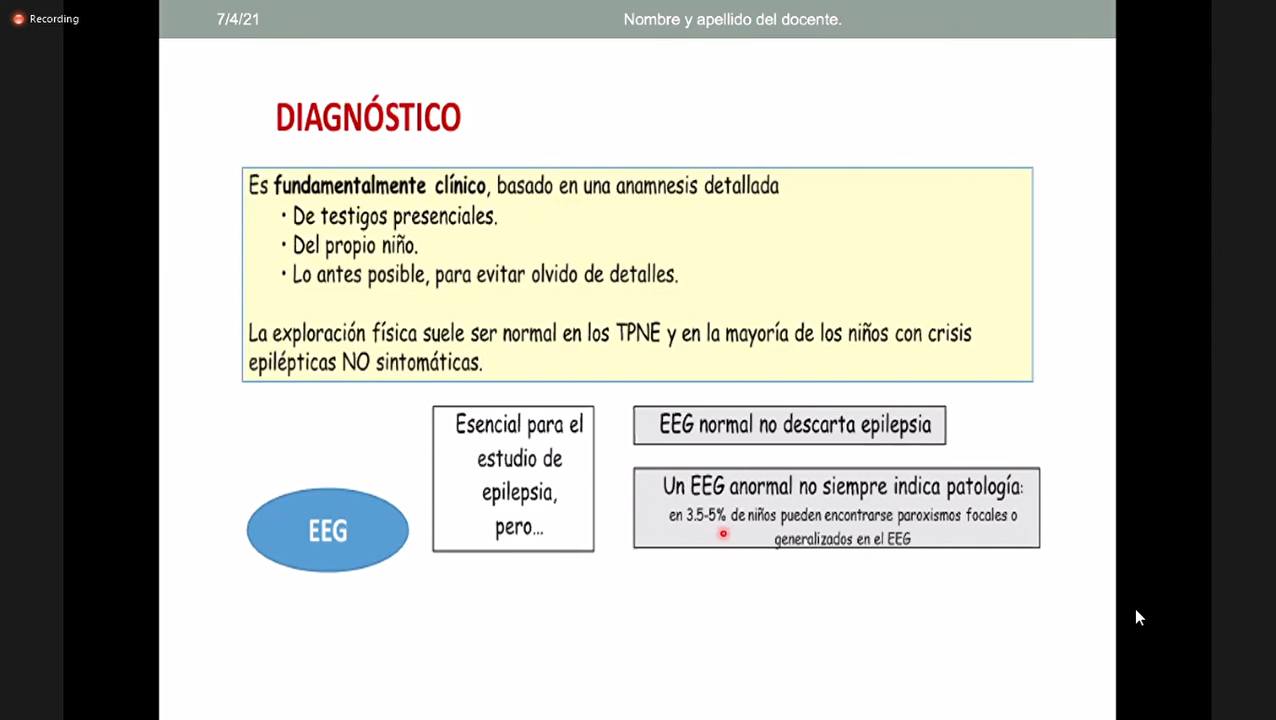 Recording
7/4/21
Nombre y apellido del docente.
DIAGNÓSTICO
Es fundamentalmente clínico, basado en una anamnesis detallada
• De testigos presenciales.
• Del propio niño.
• Lo antes posible, para evitar olvido de detalles.
La exploración física suele ser normal en los TPNE y en la mayoría de los niños con crisis
epilépticas NO sintomáticas.
EEG
Esencial para el
estudio de
epilepsia,
pero...
EEG normal no descarta epilepsia
Un EEG anormal no siempre indica patología:
en 3.5-5% de niños pueden encontrarse paroxismos focales o
generalizados en el EEG